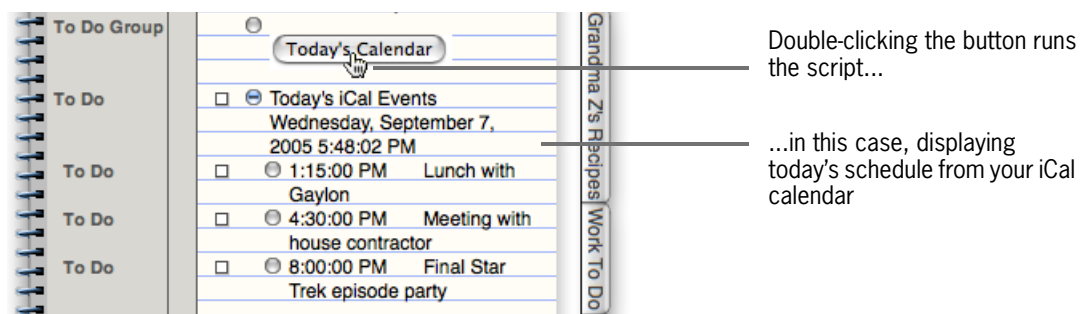 To Do Group
Today's Calendar
To Do
Today's iCal Events
Wednesday, September 7,
2005 5:48:02 PM
To Do
1:15:00 PM Lunch with
Gaylon
To Do
4:30:00 PM Meeting with
house contractor
To Do
8:00:00 PM Final Star
Trek episode party
Grandma Z's Recipes
Work To Do
Double-clicking the button runs
the script...
...in this case, displaying
today's schedule from your iCal
calendar